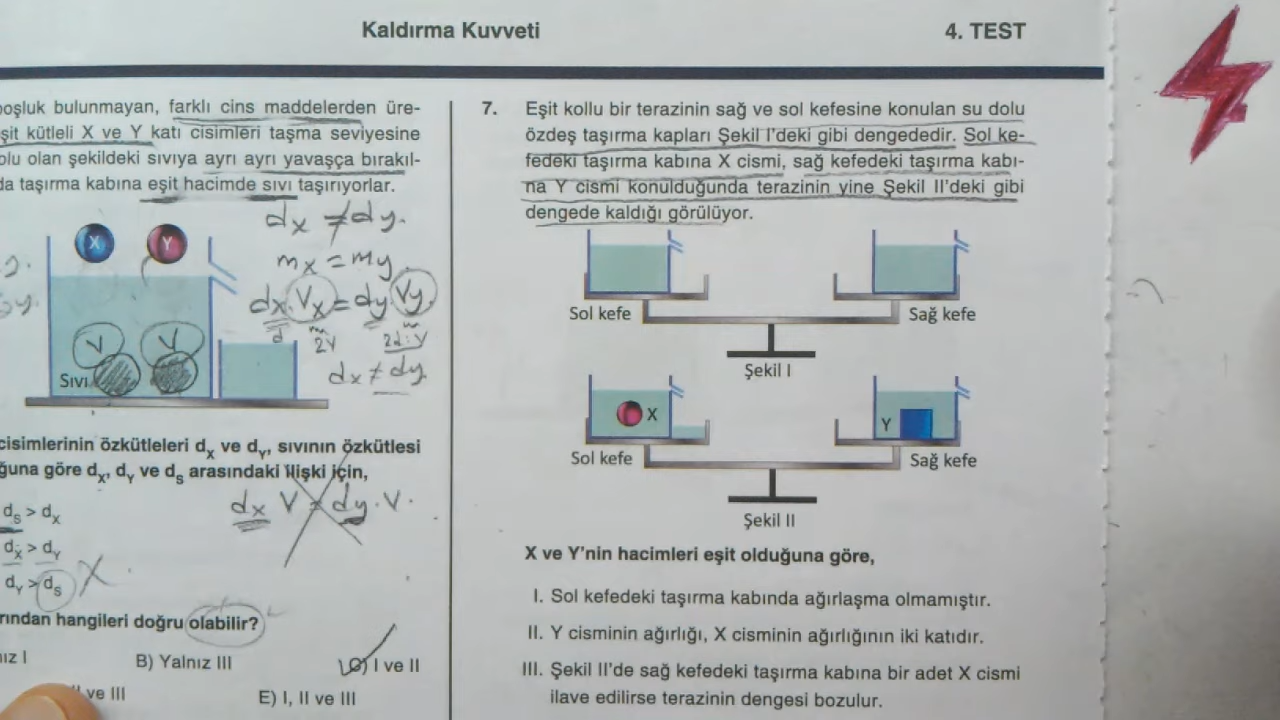 Kaldırma Kuvveti
4. TEST
boşluk bulunmayan, farklı cins maddelerden üre-
şit kütleli X ve Y katı cisimleri taşma seviyesine
olu olan şekildeki sıvıya ayrı ayrı yavaşça bırakıl-
da taşırma kabına eşit hacimde sıvı taşırıyorlar.
dx ≠ dy.
X Y
mx = my
dx.Vx = dy.Vy
d 2V 2d.V
dx ≠ dy
V V
Sıvı
cisimlerinin özkütleleri dX ve dY, sıvının özkütlesi
ğuna göre dX, dY ve dS arasındaki ilişki için,
dx V = dy.V.
dS > dX
dX > dY
dY > dS
rından hangileri doğru olabilir?
nız I
B) Yalnız III
I ve II
ve III
E) I, II ve III
7. Eşit kollu bir terazinin sağ ve sol kefesine konulan su dolu
özdeş taşırma kapları Şekil I'deki gibi dengededir. Sol ke-
fedeki taşırma kabına X cismi, sağ kefedeki taşırma kabı-
na Y cismi konulduğunda terazinin yine Şekil II'deki gibi
dengede kaldığı görülüyor.
Sol kefe
Sağ kefe
Şekil I
X
Y
Sol kefe
Sağ kefe
Şekil II
X ve Y'nin hacimleri eşit olduğuna göre,
I. Sol kefedeki taşırma kabında ağırlaşma olmamıştır.
II. Y cisminin ağırlığı, X cisminin ağırlığının iki katıdır.
III. Şekil II'de sağ kefedeki taşırma kabına bir adet X cismi
ilave edilirse terazinin dengesi bozulur.